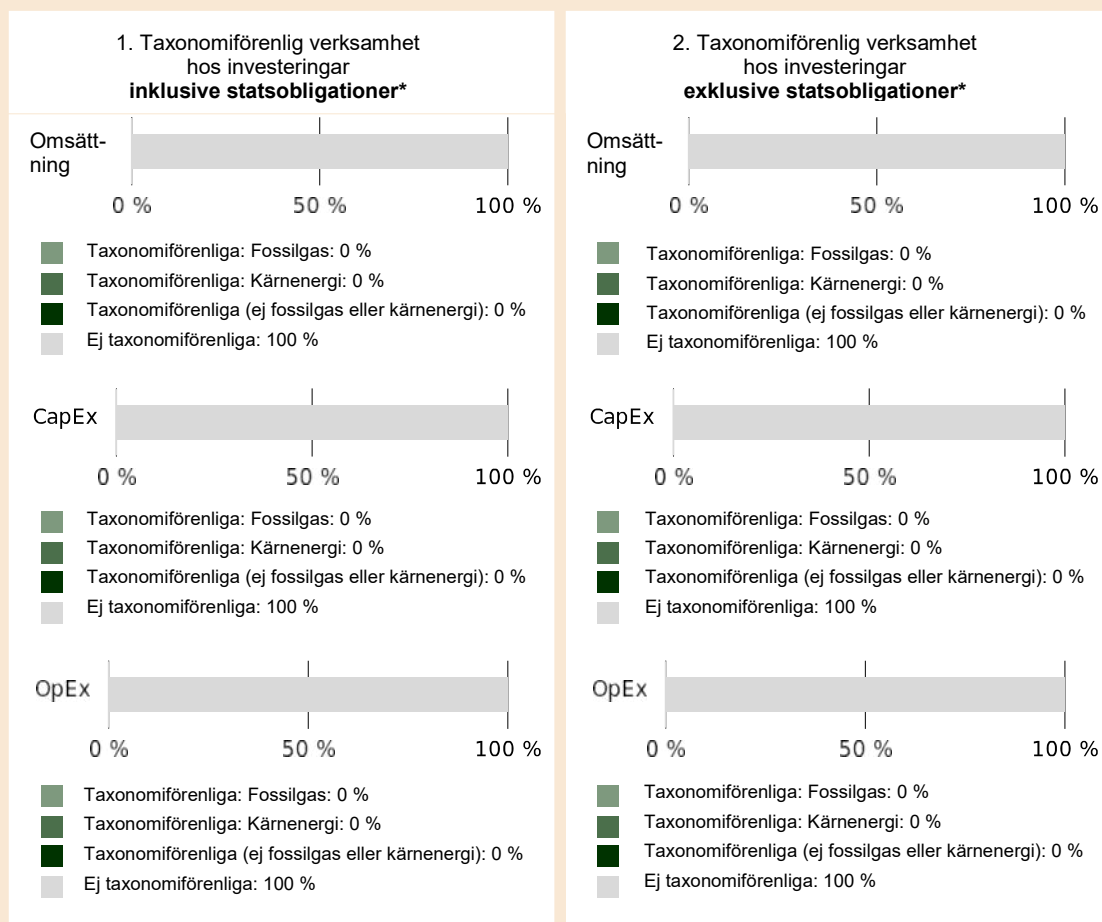 1. Taxonomiförenlig verksamhet
hos investeringar
inklusive statsobligationer*
Omsätt-
ning
0 % 50 % 100 %
Taxonomiförenliga: Fossilgas: 0 %
Taxonomiförenliga: Kärnenergi: 0 %
Taxonomiförenliga (ej fossilgas eller kärnenergi): 0 %
Ej taxonomiförenliga: 100 %
CapEx
0 % 50 % 100 %
Taxonomiförenliga: Fossilgas: 0 %
Taxonomiförenliga: Kärnenergi: 0 %
Taxonomiförenliga (ej fossilgas eller kärnenergi): 0 %
Ej taxonomiförenliga: 100 %
OpEx
0 % 50 % 100 %
Taxonomiförenliga: Fossilgas: 0 %
Taxonomiförenliga: Kärnenergi: 0 %
Taxonomiförenliga (ej fossilgas eller kärnenergi): 0 %
Ej taxonomiförenliga: 100 %
2. Taxonomiförenlig verksamhet
hos investeringar
exklusive statsobligationer*
Omsätt-
ning
0 % 50 % 100 %
Taxonomiförenliga: Fossilgas: 0 %
Taxonomiförenliga: Kärnenergi: 0 %
Taxonomiförenliga (ej fossilgas eller kärnenergi): 0 %
Ej taxonomiförenliga: 100 %
CapEx
0 % 50 % 100 %
Taxonomiförenliga: Fossilgas: 0 %
Taxonomiförenliga: Kärnenergi: 0 %
Taxonomiförenliga (ej fossilgas eller kärnenergi): 0 %
Ej taxonomiförenliga: 100 %
OpEx
0 % 50 % 100 %
Taxonomiförenliga: Fossilgas: 0 %
Taxonomiförenliga: Kärnenergi: 0 %
Taxonomiförenliga (ej fossilgas eller kärnenergi): 0 %
Ej taxonomiförenliga: 100 %